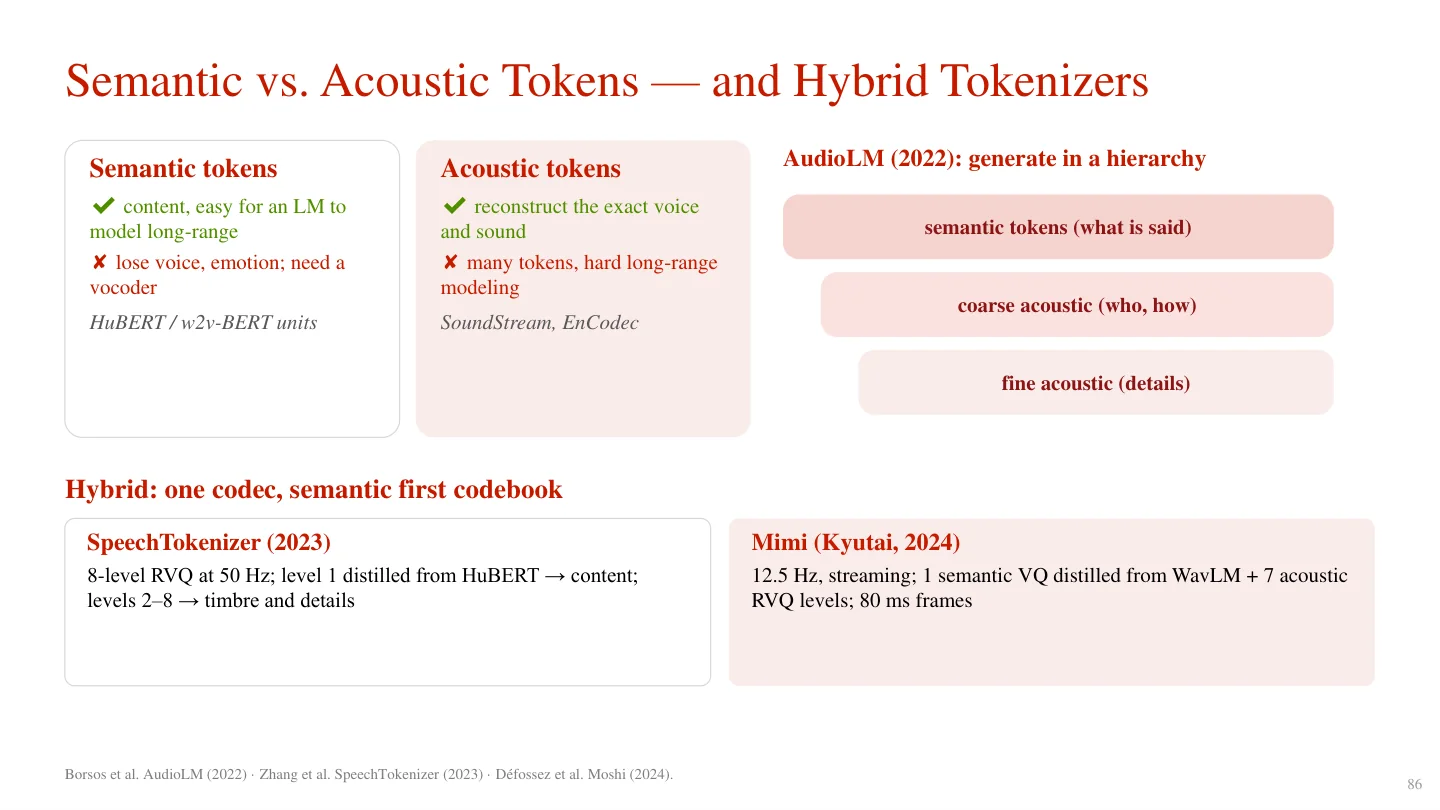 Semantic vs. Acoustic Tokens — and Hybrid Tokenizers
Semantic tokens
✔ content, easy for an LM to
model long-range
✘ lose voice, emotion; need a
vocoder
HuBERT / w2v-BERT units
Acoustic tokens
✔ reconstruct the exact voice
and sound
✘ many tokens, hard long-range
modeling
SoundStream, EnCodec
AudioLM (2022): generate in a hierarchy
semantic tokens (what is said)
coarse acoustic (who, how)
fine acoustic (details)
Hybrid: one codec, semantic first codebook
SpeechTokenizer (2023)
8-level RVQ at 50 Hz; level 1 distilled from HuBERT → content;
levels 2–8 → timbre and details
Mimi (Kyutai, 2024)
12.5 Hz, streaming; 1 semantic VQ distilled from WavLM + 7 acoustic
RVQ levels; 80 ms frames
Borsos et al. AudioLM (2022) · Zhang et al. SpeechTokenizer (2023) · Défossez et al. Moshi (2024).
86